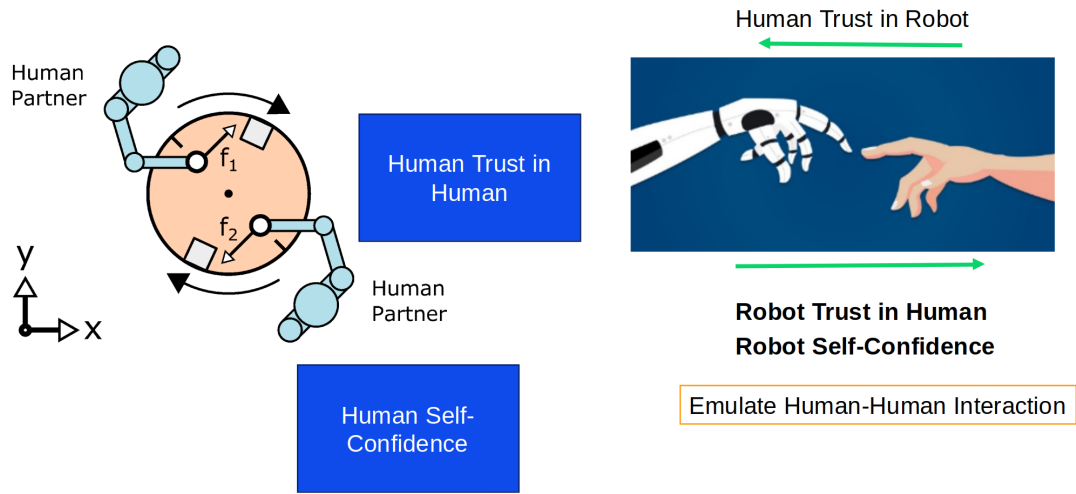 Human
Partner
f1
f2
y
x
Human
Partner
Human Trust in
Human
Human Self-
Confidence
Human Trust in Robot
Robot Trust in Human
Robot Self-Confidence
Emulate Human-Human Interaction